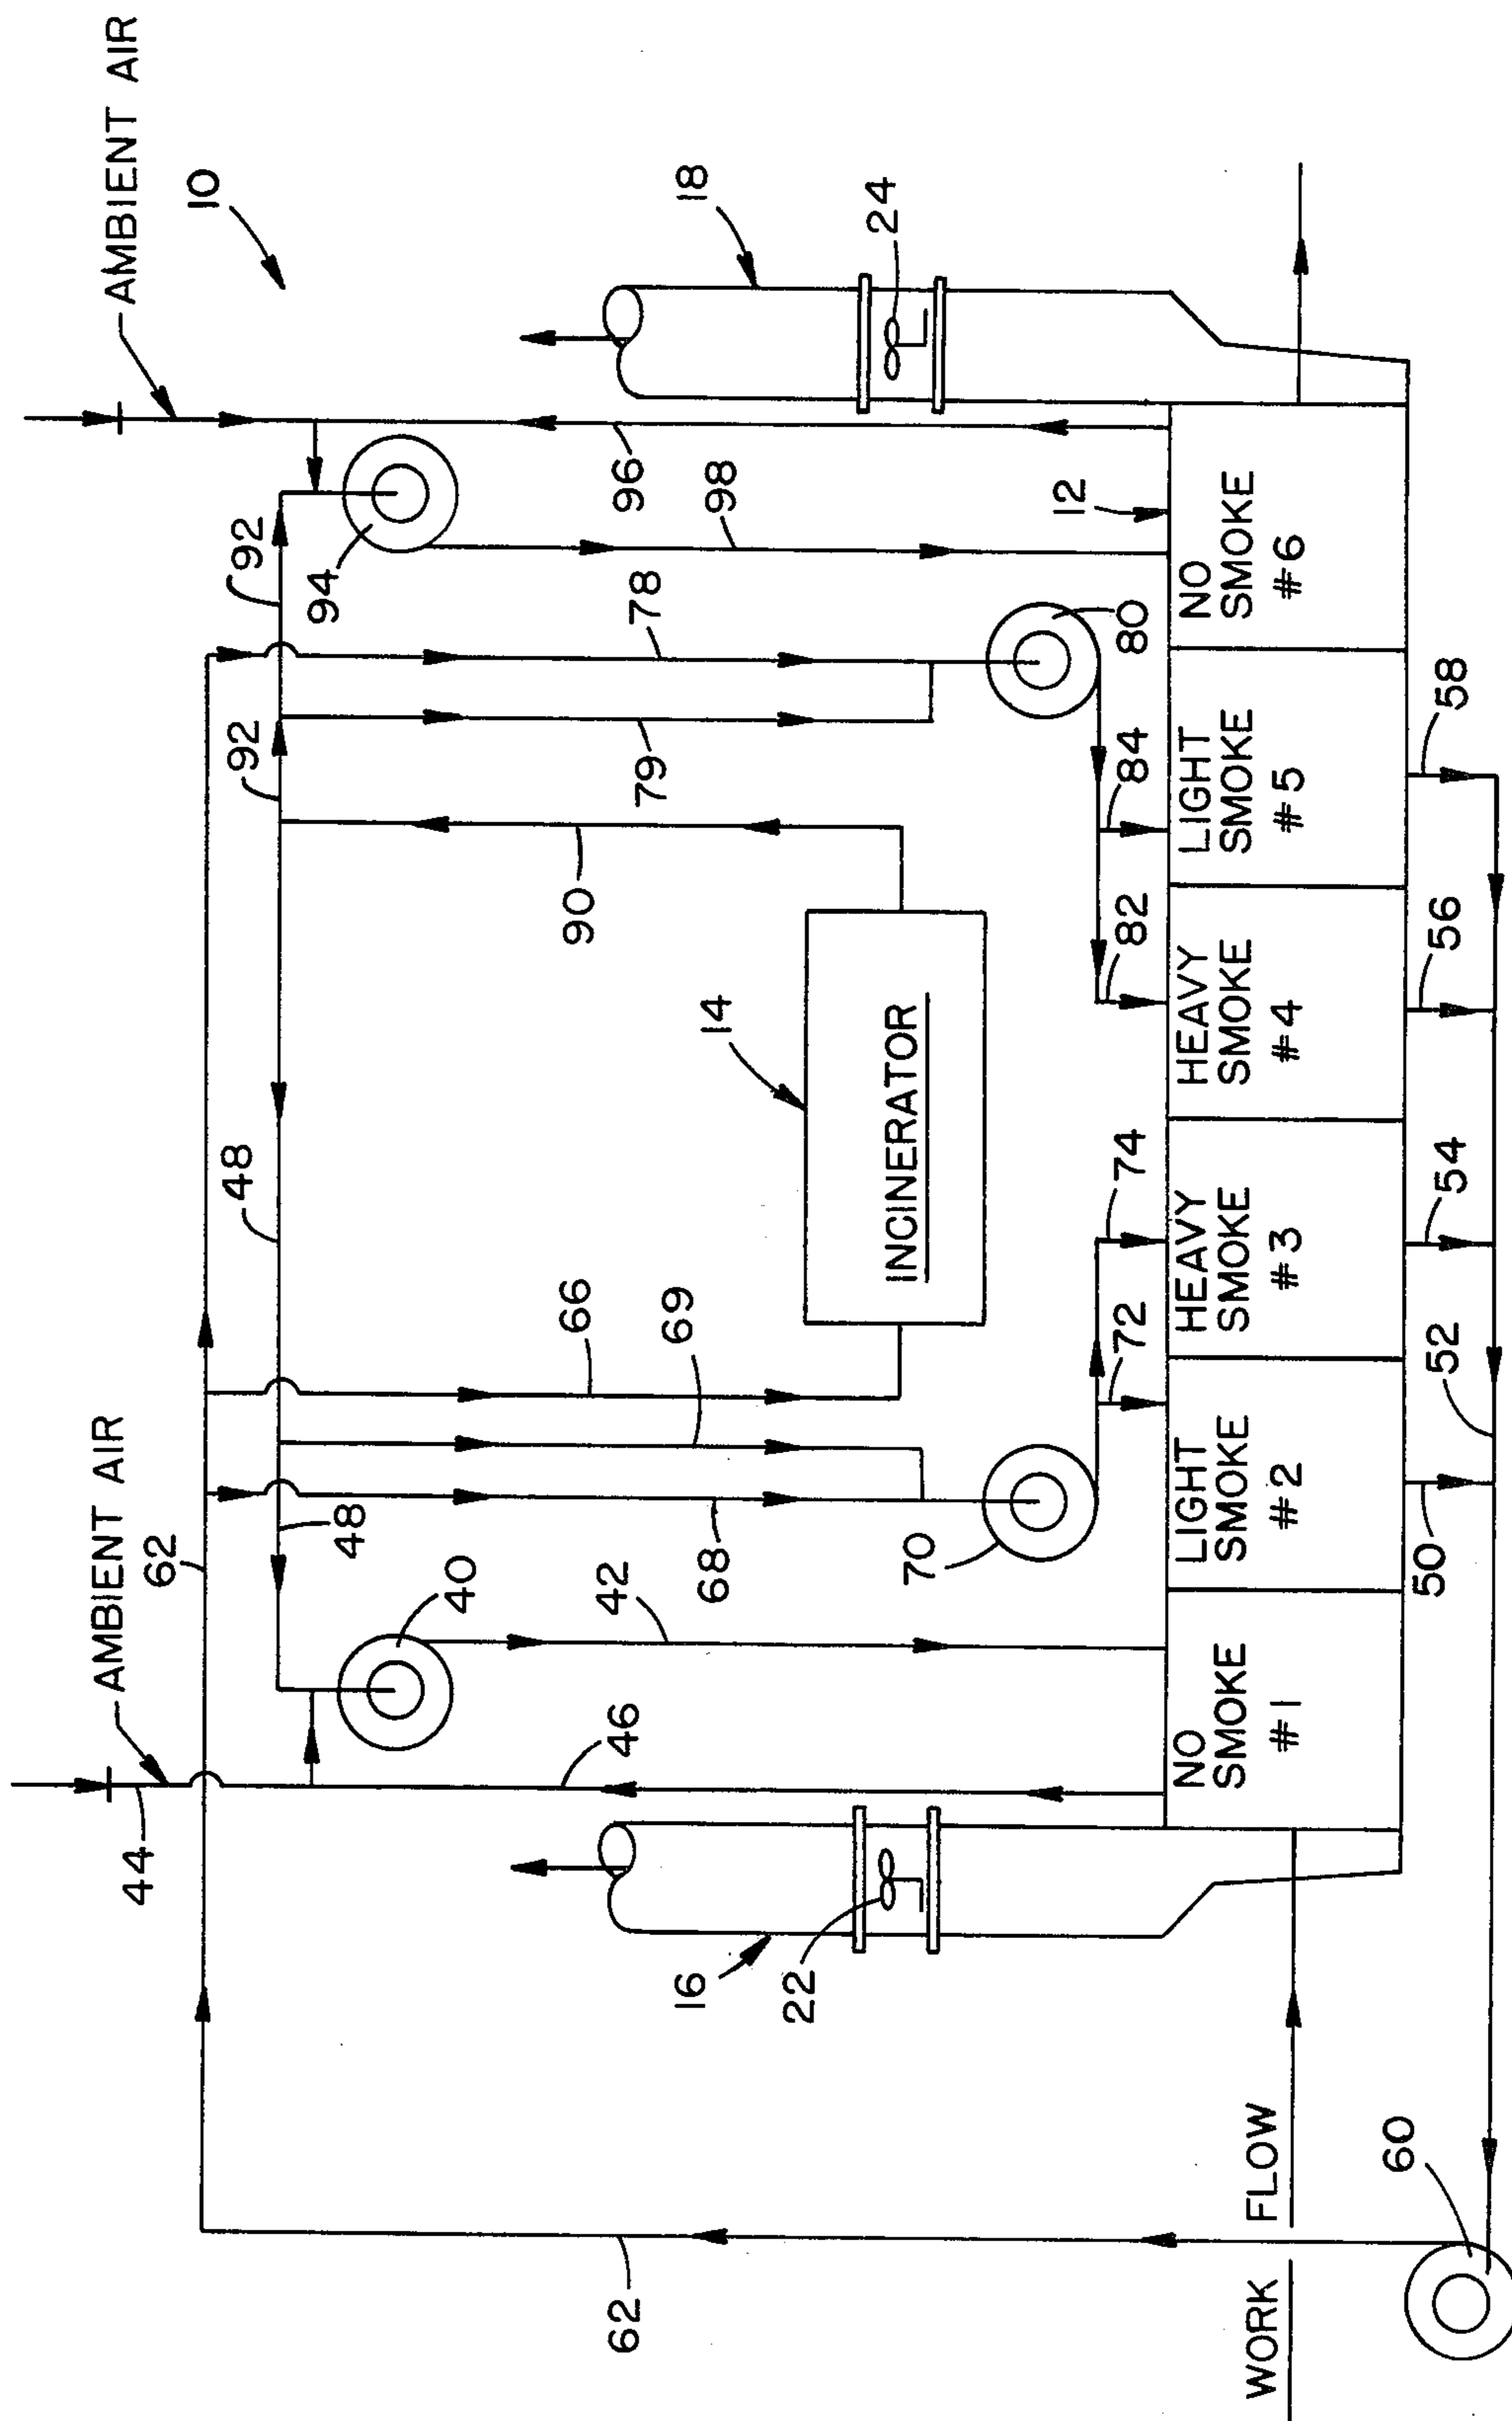 AMBIENT AIR
10
AMBIENT AIR
44
62
48
48
92
92
94
18
24
66
69
68
42
40
46
16
22
14
INCINERATOR
90
79
78
96
98
12
70
72
74
82
84
80
NO
SMOKE
#1
LIGHT
SMOKE
#2
HEAVY
SMOKE
#3
HEAVY
SMOKE
#4
LIGHT
SMOKE
#5
NO
SMOKE
#6
62
WORK FLOW
60
50
52
54
56
58